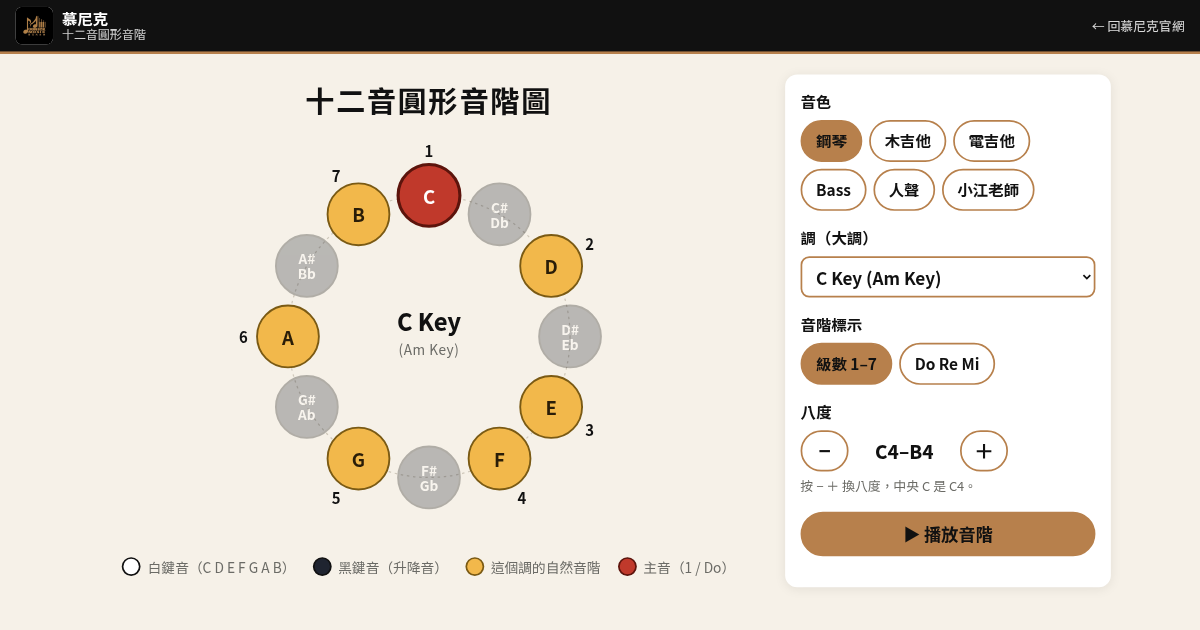 慕尼克
十二音圓形音階
← 回慕尼克官網
十二音圓形音階圖
1
7
C
B
C#
Db
2
A#
Bb
D
6
A
C Key
(Am Key)
D#
Eb
G#
Ab
E
3
G
F#
Gb
F
5
4
白鍵音（C D E F G A B）
黑鍵音（升降音）
這個調的自然音階
主音（1 / Do）
音色
鋼琴
木吉他
電吉他
Bass
人聲
小江老師
調（大調）
C Key (Am Key)
音階標示
級數 1–7
Do Re Mi
八度
−
C4–B4
＋
按 − ＋ 換八度，中央 C 是 C4。
▶ 播放音階